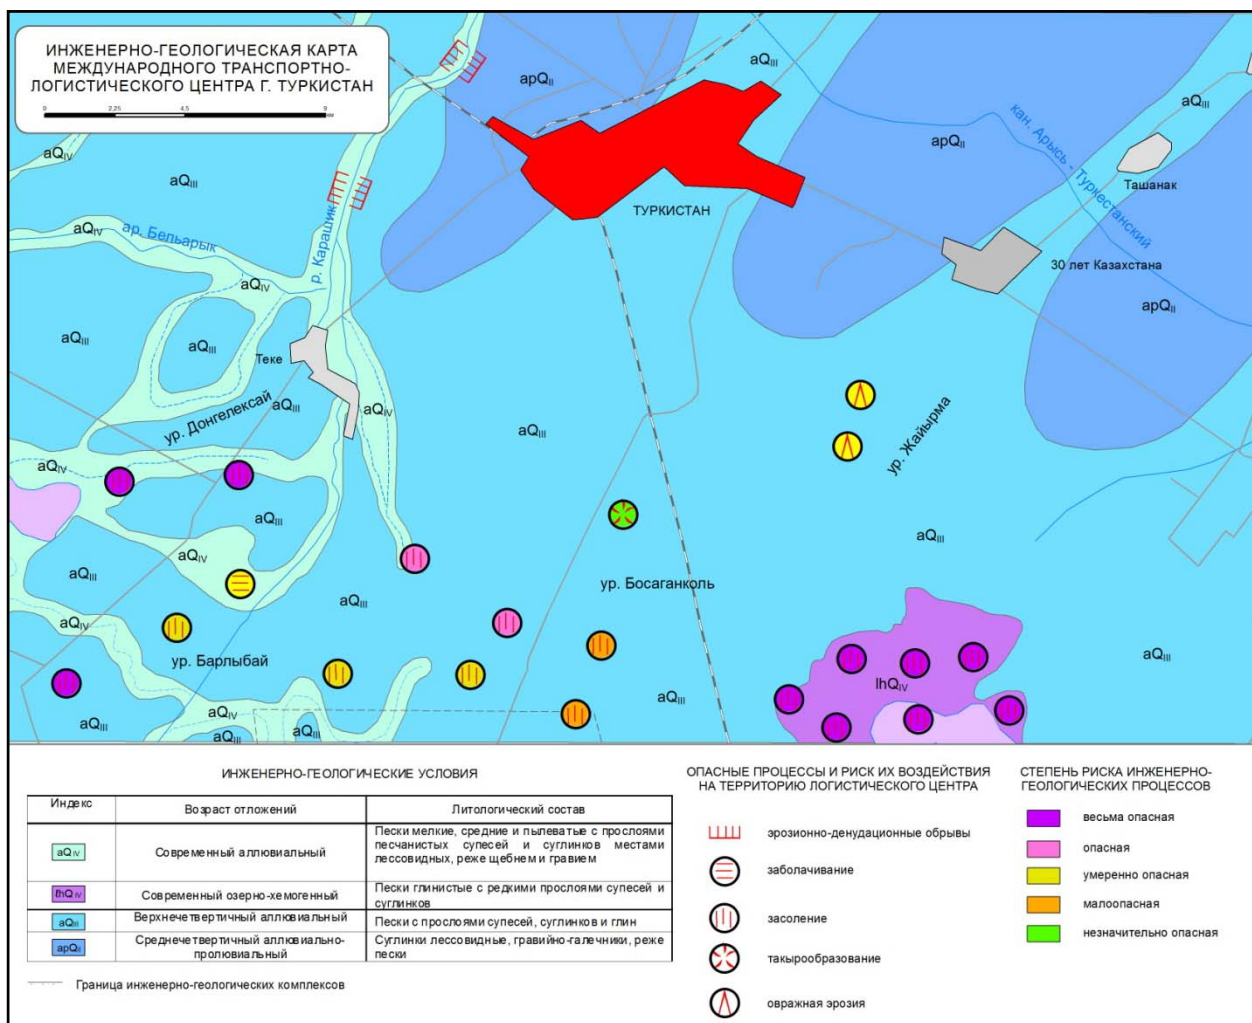 ИНЖЕНЕРНО-ГЕОЛОГИЧЕСКАЯ КАРТА
МЕЖДУНАРОДНОГО ТРАНСПОРТНО-
ЛОГИСТИЧЕСКОГО ЦЕНТРА Г. ТУРКИСТАН
0 2,25 4,5 9
aQIII
apQII
aQIII
кан. Арысь - Туркестанский
apQII
aQIV
aQIII
Ташанак
ТУРКИСТАН
aQIV
ар. Бельарык
р. Карашик
30 лет Казахстана
aQIV
apQII
aQIII
aQIII
Теке
ур. Донгелексай
aQIII
aQIV
aQIII
ур. Жайырма
aQIV
aQIII
aQIII
aQIV
aQIII
ур. Босаганколь
aQIII
aQIV
ур. Барлыбай
aQIII
aQIII
lhQIV
aQIII
aQIV
aQIII
aQIII
ИНЖЕНЕРНО-ГЕОЛОГИЧЕСКИЕ УСЛОВИЯ
Индекс Возраст отложений Литологический состав
aQIV Современный аллювиальный Пески мелкие, средние и пылеватые с прослоями
песчанистых супесей и суглинков местами
лессовидных, реже щебнем и гравием
lhQIV Современный озерно-хемогенный Пески глинистые с редкими прослоями супесей и
суглинков
aQIII Верхнечетвертичный аллювиальный Пески с прослоями супесей, суглинков и глин
apQII Среднечетвертичный аллювиально-
пролювиальный Суглинки лессовидные, гравийно-галечники, реже
пески
Граница инженерно-геологических комплексов
ОПАСНЫЕ ПРОЦЕССЫ И РИСК ИХ ВОЗДЕЙСТВИЯ
НА ТЕРРИТОРИЮ ЛОГИСТИЧЕСКОГО ЦЕНТРА
эрозионно-денудационные обрывы
заболачивание
засоление
такырообразование
овражная эрозия
СТЕПЕНЬ РИСКА ИНЖЕНЕРНО-
ГЕОЛОГИЧЕСКИХ ПРОЦЕССОВ
весьма опасная
опасная
умеренно опасная
малоопасная
незначительно опасная